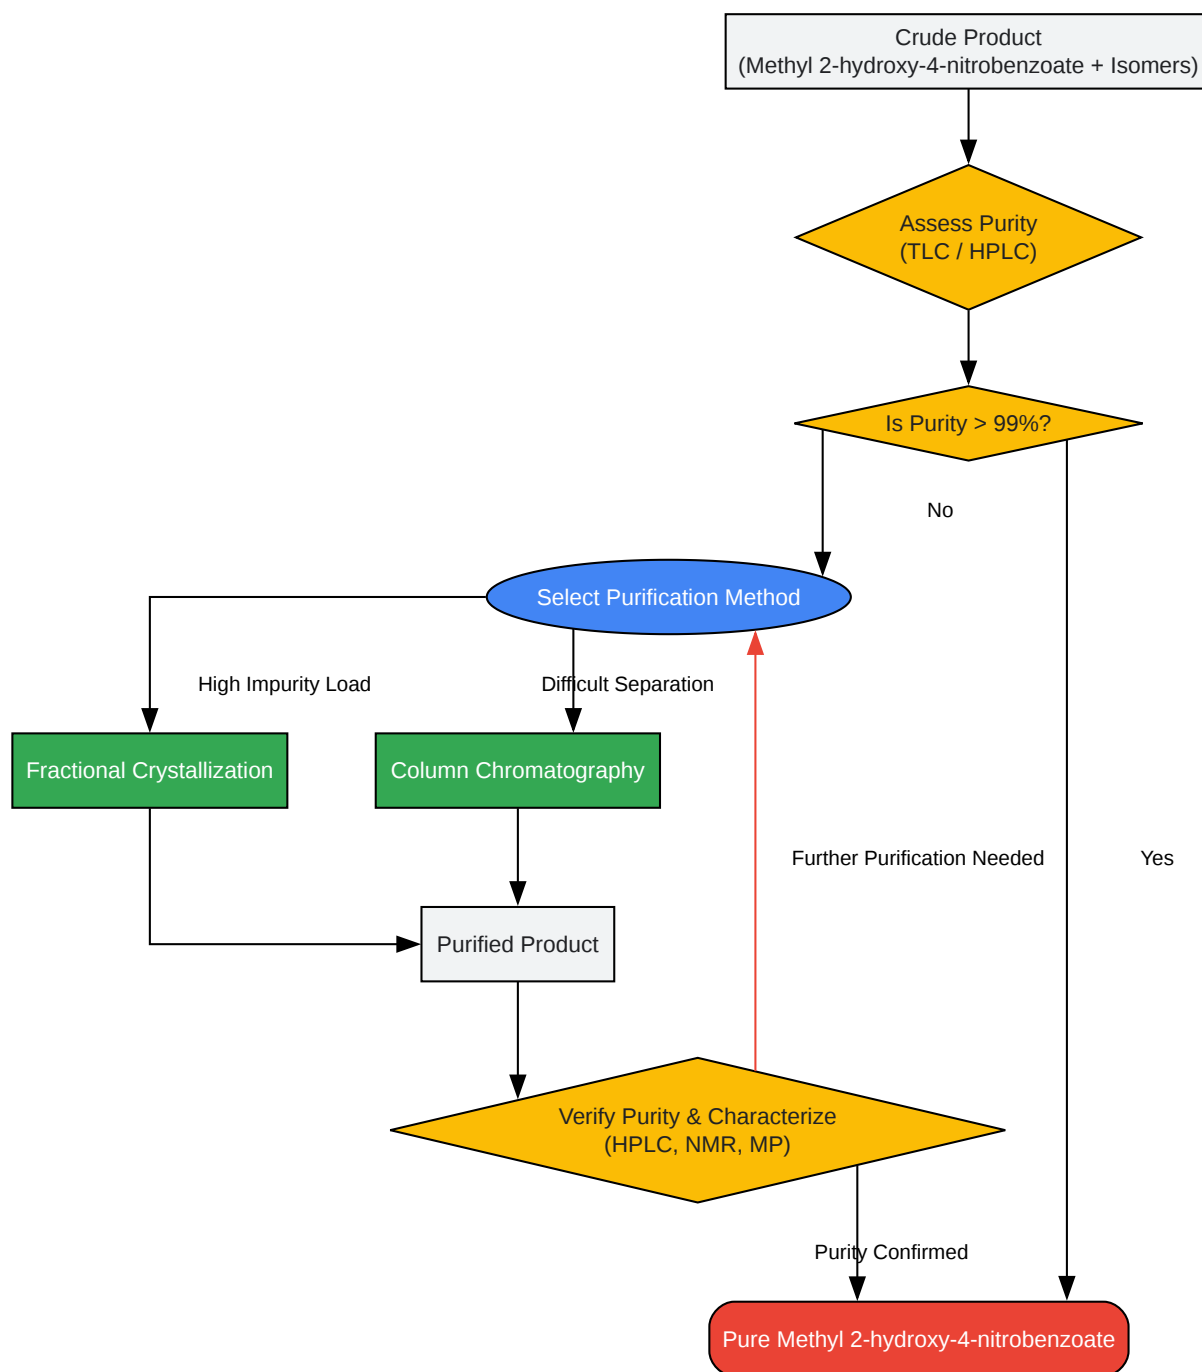 Crude Product
(Methyl 2-hydroxy-4-nitrobenzoate + Isomers)
Assess Purity
(TLC / HPLC)
Is Purity > 99%?
No
Select Purification Method
High Impurity Load
Difficult Separation
Fractional Crystallization
Column Chromatography
Further Purification Needed
Yes
Purified Product
Verify Purity & Characterize
(HPLC, NMR, MP)
Purity Confirmed
Pure Methyl 2-hydroxy-4-nitrobenzoate